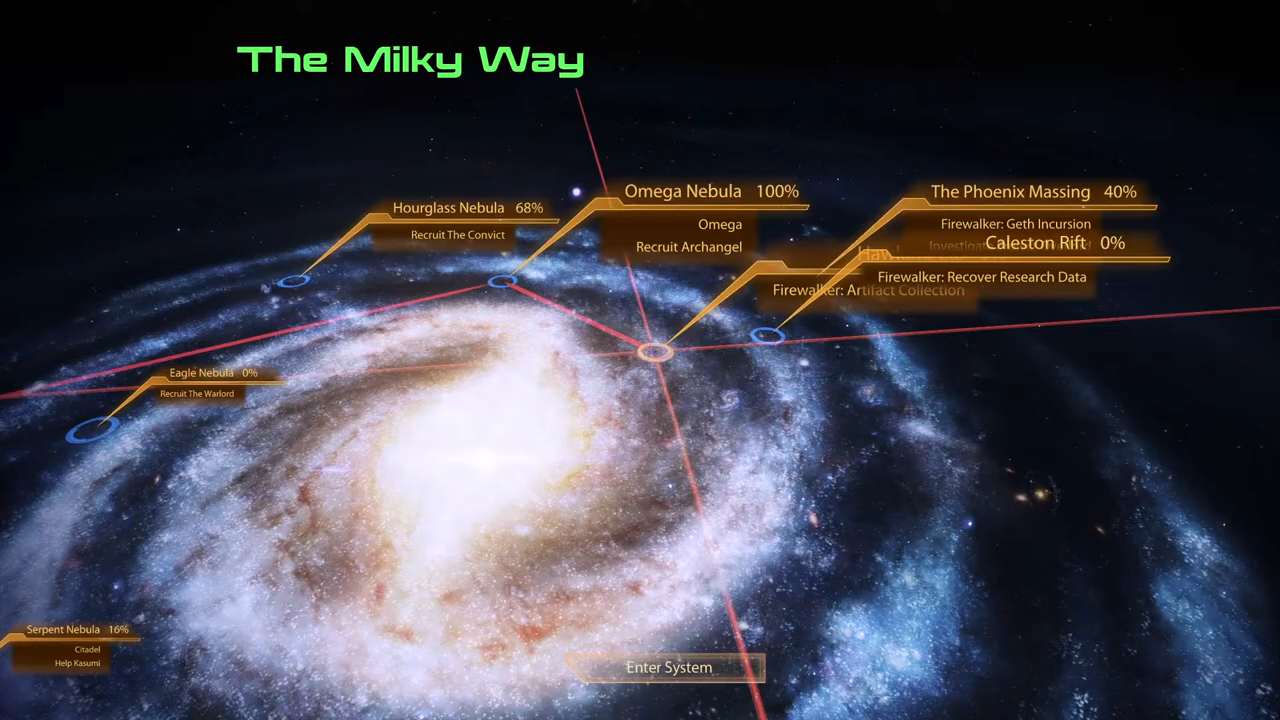 The Milky Way
Hourglass Nebula 68%
Recruit The Convict
Omega Nebula 100%
Omega
Recruit Archangel
The Phoenix Massing 40%
Firewalker: Geth Incursion
Caleston Rift 0%
Firewalker: Recover Research Data
Firewalker: Artifact Collection
Eagle Nebula 0%
Recruit The Warlord
Serpent Nebula 16%
Citadel
Help Kasumi
Enter System